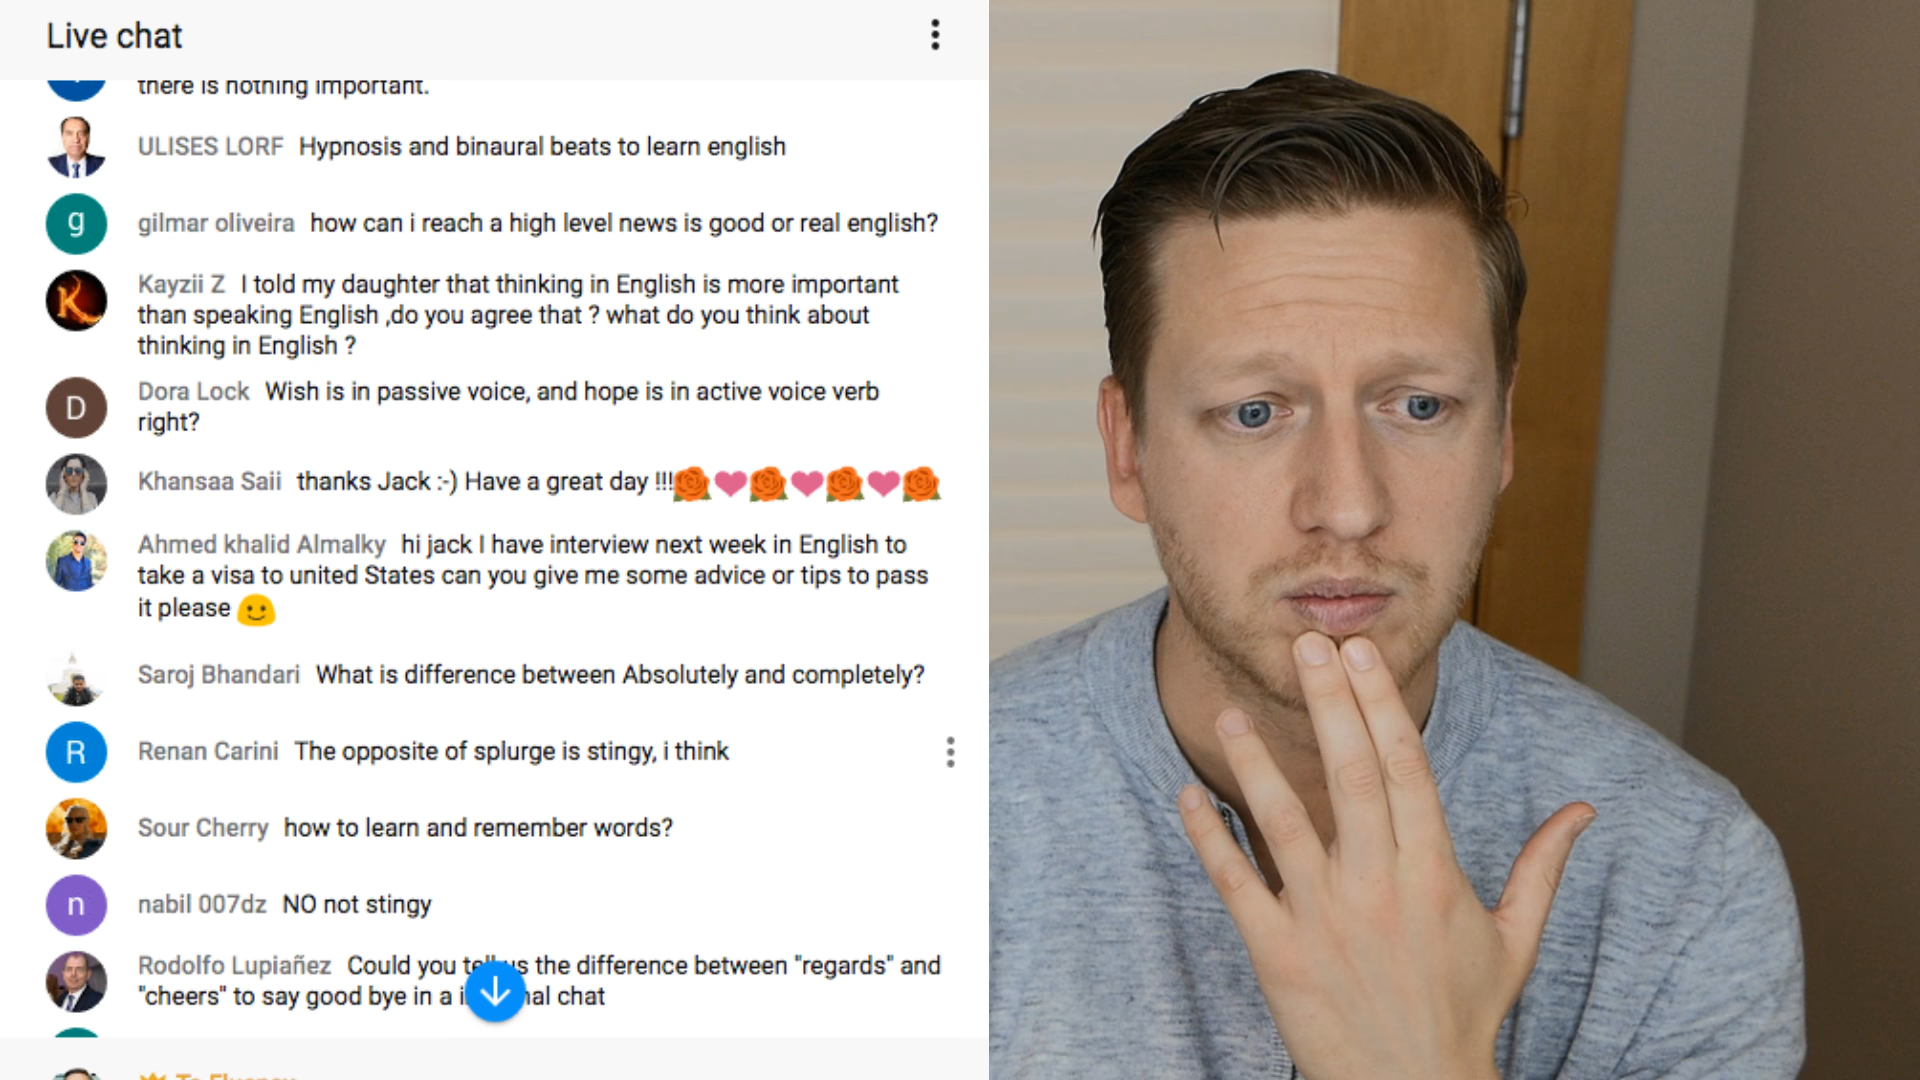 Live chat
there is nothing important.
ULISES LORF Hypnosis and binaural beats to learn english
g
gilmar oliveira how can i reach a high level news is good or real english?
K
Kayzii Z I told my daughter that thinking in English is more important
than speaking English ,do you agree that ? what do you think about
thinking in English ?
D
Dora Lock Wish is in passive voice, and hope is in active voice verb
right?
Khansaa Saii thanks Jack :-) Have a great day !!!
Ahmed khalid Almalky hi jack I have interview next week in English to
take a visa to united States can you give me some advice or tips to pass
it please
Saroj Bhandari What is difference between Absolutely and completely?
R
Renan Carini The opposite of splurge is stingy, i think
Sour Cherry how to learn and remember words?
n
nabil 007dz NO not stingy
Rodolfo Lupiañez Could you tell us the difference between "regards" and
"cheers" to say good bye in a chat
To Fluency